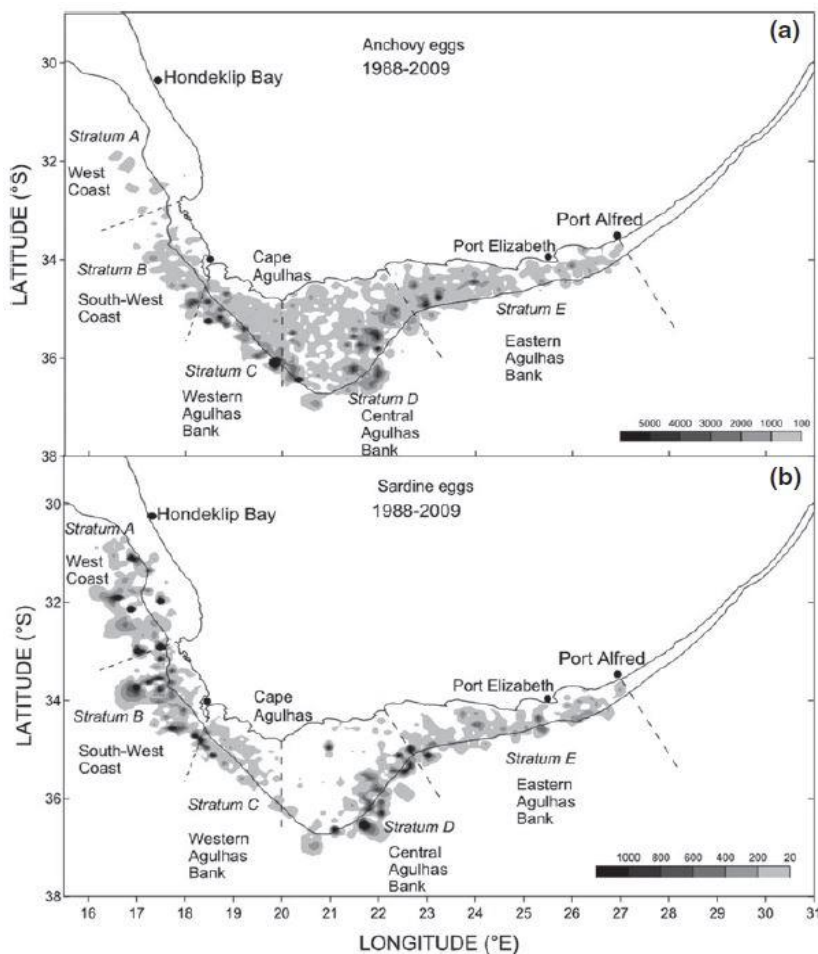 (a)
Anchovy eggs
1988-2009
30
Hondeklip Bay
Stratum A
32
West
Coast
LATITUDE (°S)
Port Alfred
34
Cape
Agulhas
Port Elizabeth
Stratum B
South-West
Coast
Stratum E
Eastern
Agulhas
Bank
36
Stratum C
Western
Agulhas
Bank
Stratum D
Central
Agulhas
Bank
5000 4000 3000 2000 1000 100
38
(b)
Sardine eggs
1988-2009
30
Hondeklip Bay
Stratum A
West
Coast
32
LATITUDE (°S)
Port Alfred
34
Cape
Agulhas
Port Elizabeth
Stratum B
South-West
Coast
Stratum E
Eastern
Agulhas
Bank
36
Stratum C
Western
Agulhas
Bank
Stratum D
Central
Agulhas
Bank
1000 800 600 400 200 20
38
16 17 18 19 20 21 22 23 24 25 26 27 28 29 30 31
LONGITUDE (°E)